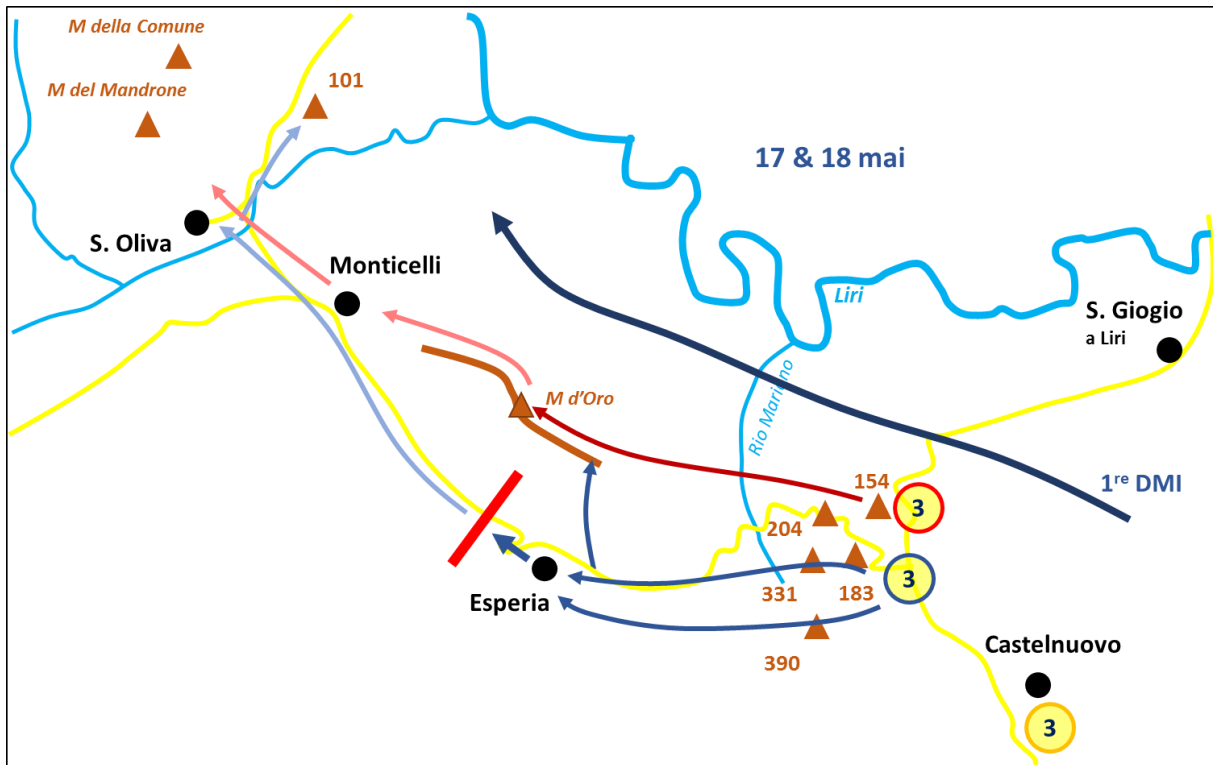 M della Comune
M del Mandrone
101
17 & 18 mai
S. Oliva
Monticelli
Liri
S. Giogio
a Liri
M d'Oro
Rio Mariano
1re DMI
154
3
204
3
Esperia
331
183
390
Castelnuovo
3